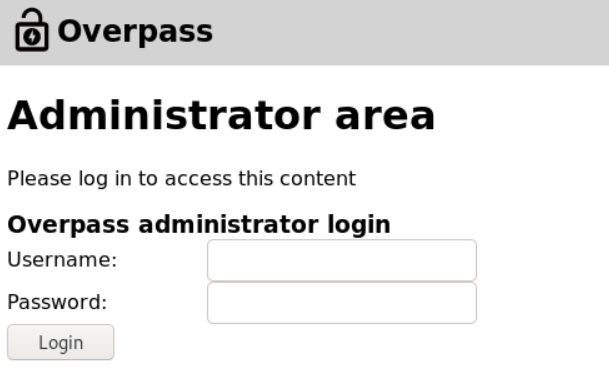 Overpass
Administrator area
Please log in to access this content
Overpass administrator login
Username:
Password:
Login